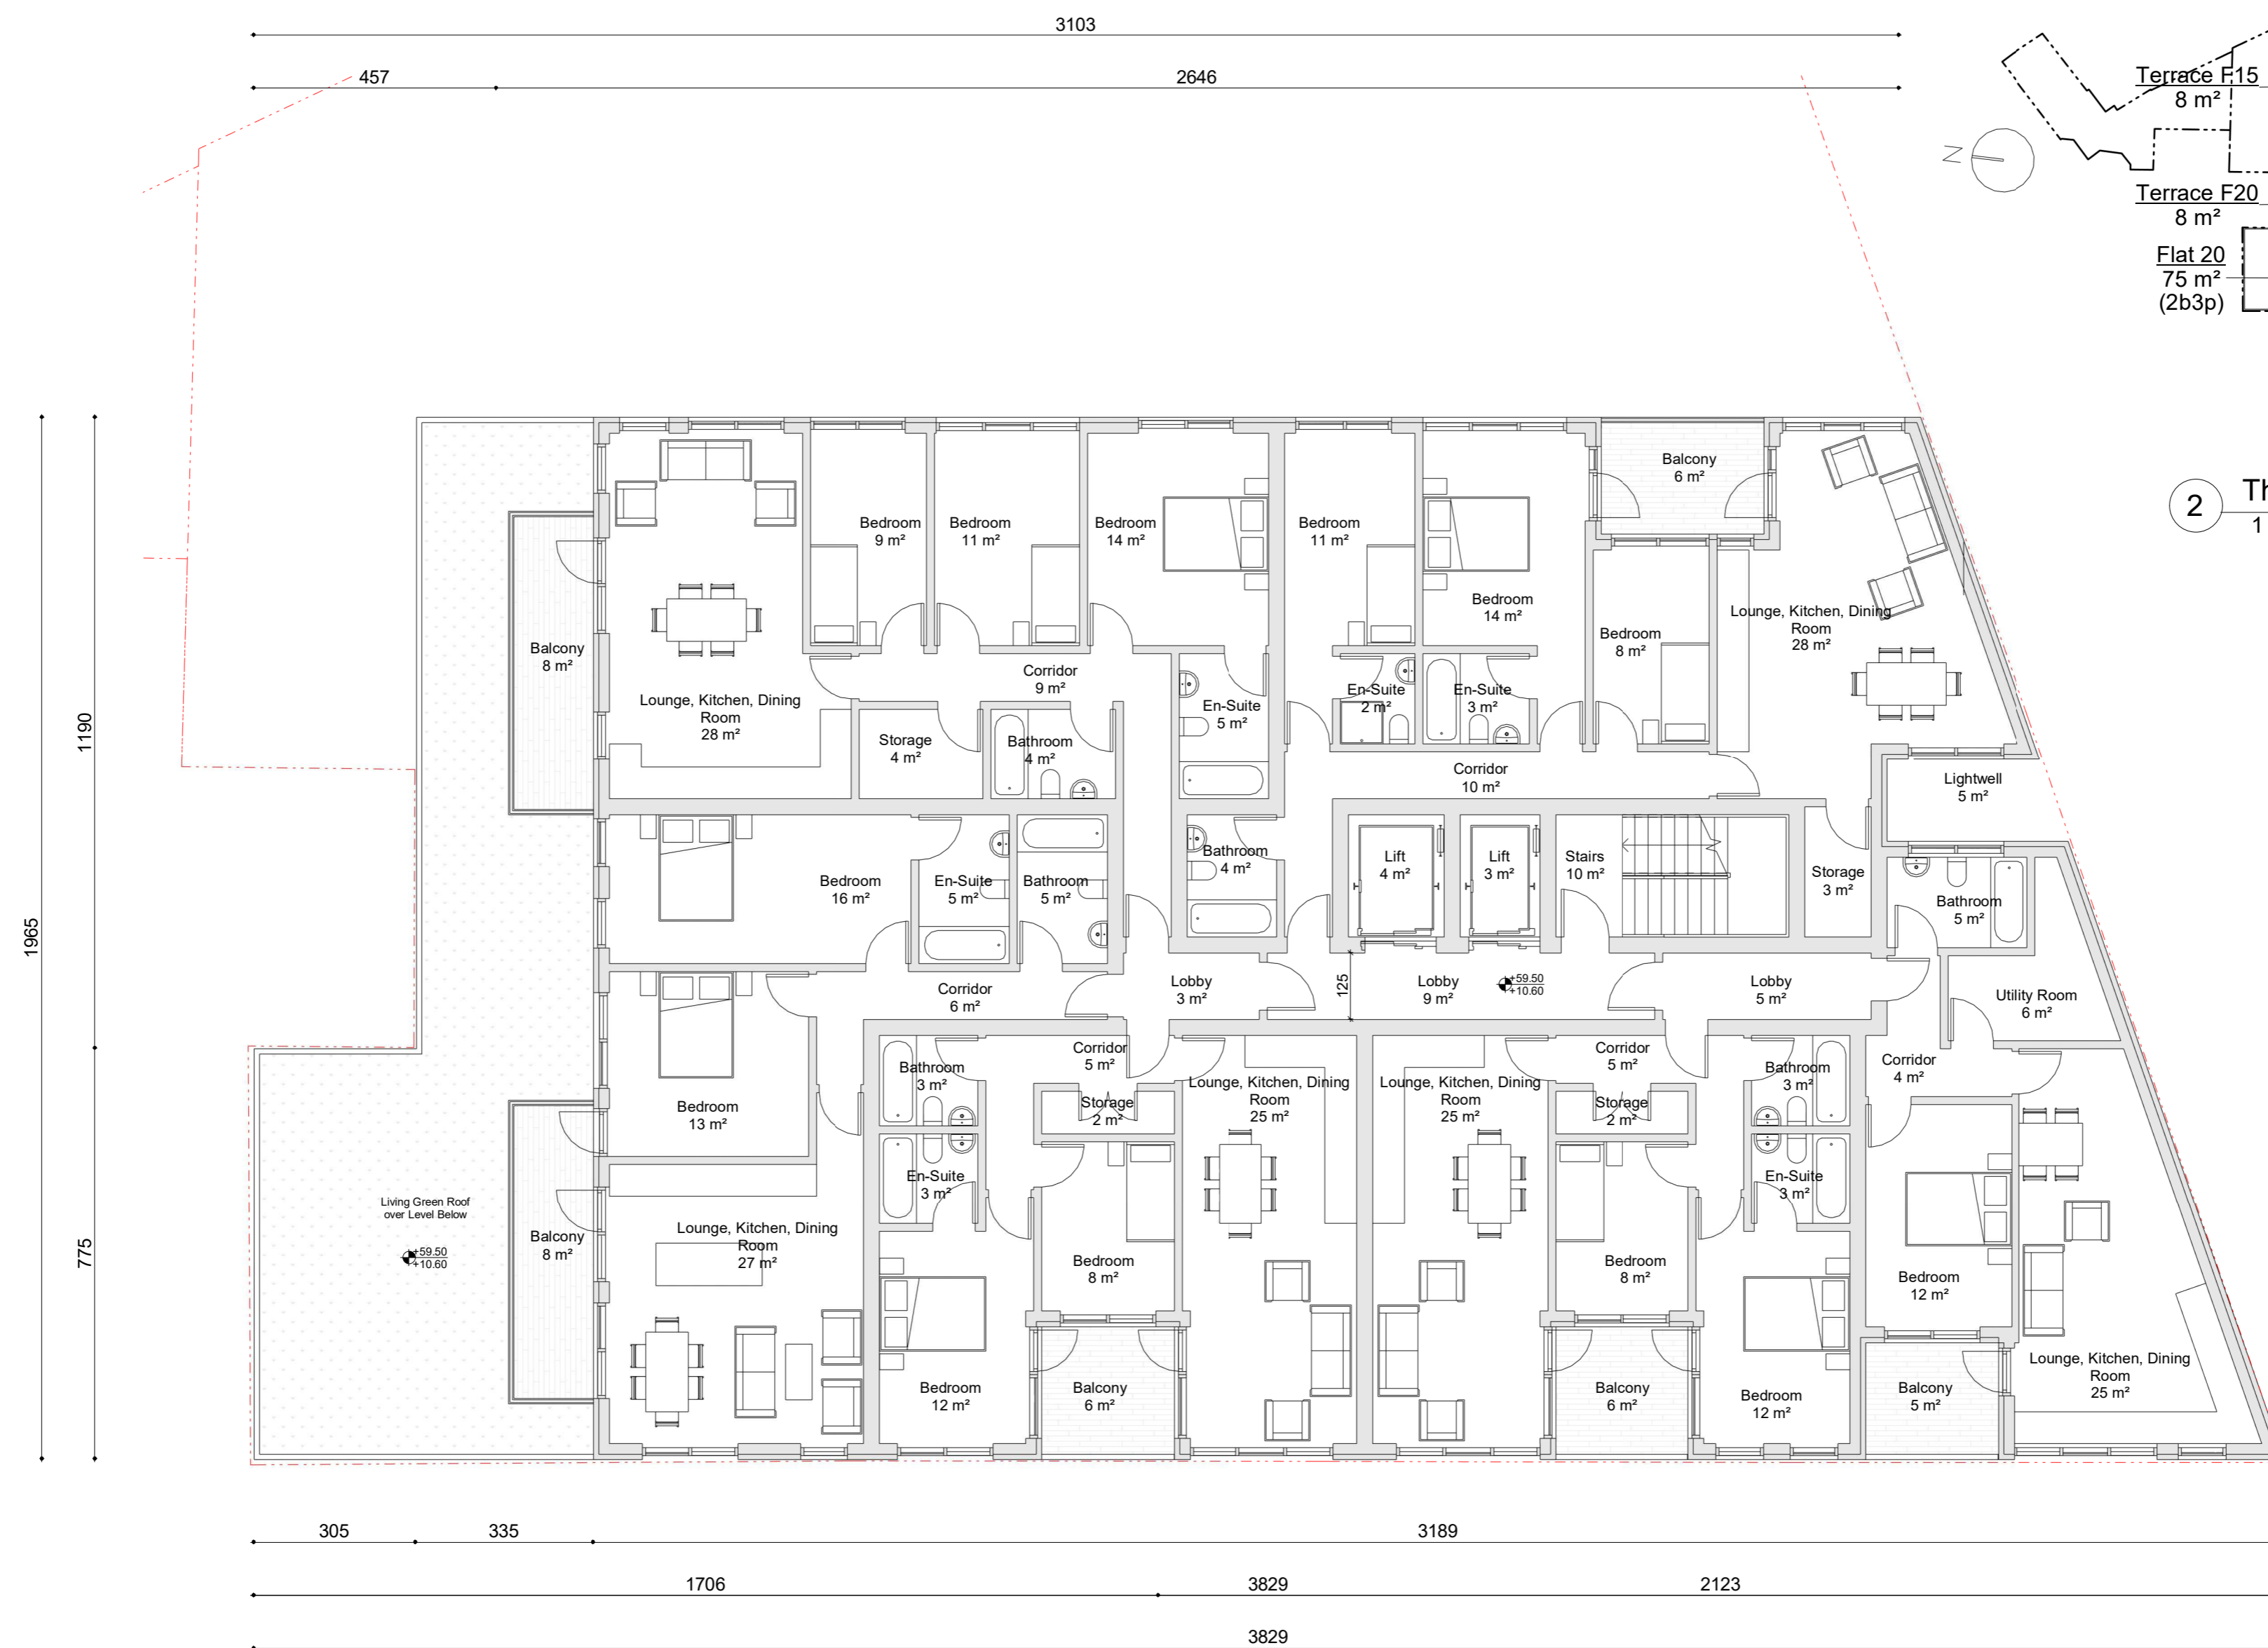 3103
457
2646
Terrace F15
8 m²
N
Terrace F20
8 m²
Flat 20
75 m²
(2b3p)
2
Th
1
1965
1190
775
Balcony
6 m²
Bedroom
9 m²
Bedroom
11 m²
Bedroom
14 m²
Bedroom
11 m²
Bedroom
14 m²
Bedroom
8 m²
Lounge, Kitchen, Dining
Room
28 m²
Balcony
8 m²
Lounge, Kitchen, Dining
Room
28 m²
Corridor
9 m²
En-Suite
5 m²
En-Suite
2 m²
En-Suite
3 m²
Storage
4 m²
Bathroom
4 m²
Corridor
10 m²
Lightwell
5 m²
Bedroom
16 m²
En-Suite
5 m²
Bathroom
5 m²
Bathroom
4 m²
Lift
4 m²
Lift
3 m²
Stairs
10 m²
Storage
3 m²
Bathroom
5 m²
Corridor
6 m²
Lobby
3 m²
125
Lobby
9 m²
+59.50
+10.60
Lobby
5 m²
Utility Room
6 m²
Bedroom
13 m²
Bathroom
3 m²
Corridor
5 m²
Storage
2 m²
Lounge, Kitchen, Dining
Room
25 m²
Lounge, Kitchen, Dining
Room
25 m²
Corridor
5 m²
Storage
2 m²
Bathroom
3 m²
Corridor
4 m²
En-Suite
3 m²
En-Suite
3 m²
Living Green Roof
over Level Below
+59.50
+10.60
Balcony
8 m²
Lounge, Kitchen, Dining
Room
27 m²
Bedroom
8 m²
Bedroom
8 m²
Bedroom
12 m²
Bedroom
12 m²
Balcony
6 m²
Balcony
6 m²
Bedroom
12 m²
Balcony
5 m²
Lounge, Kitchen, Dining
Room
25 m²
305
335
3189
1706
3829
2123
3829